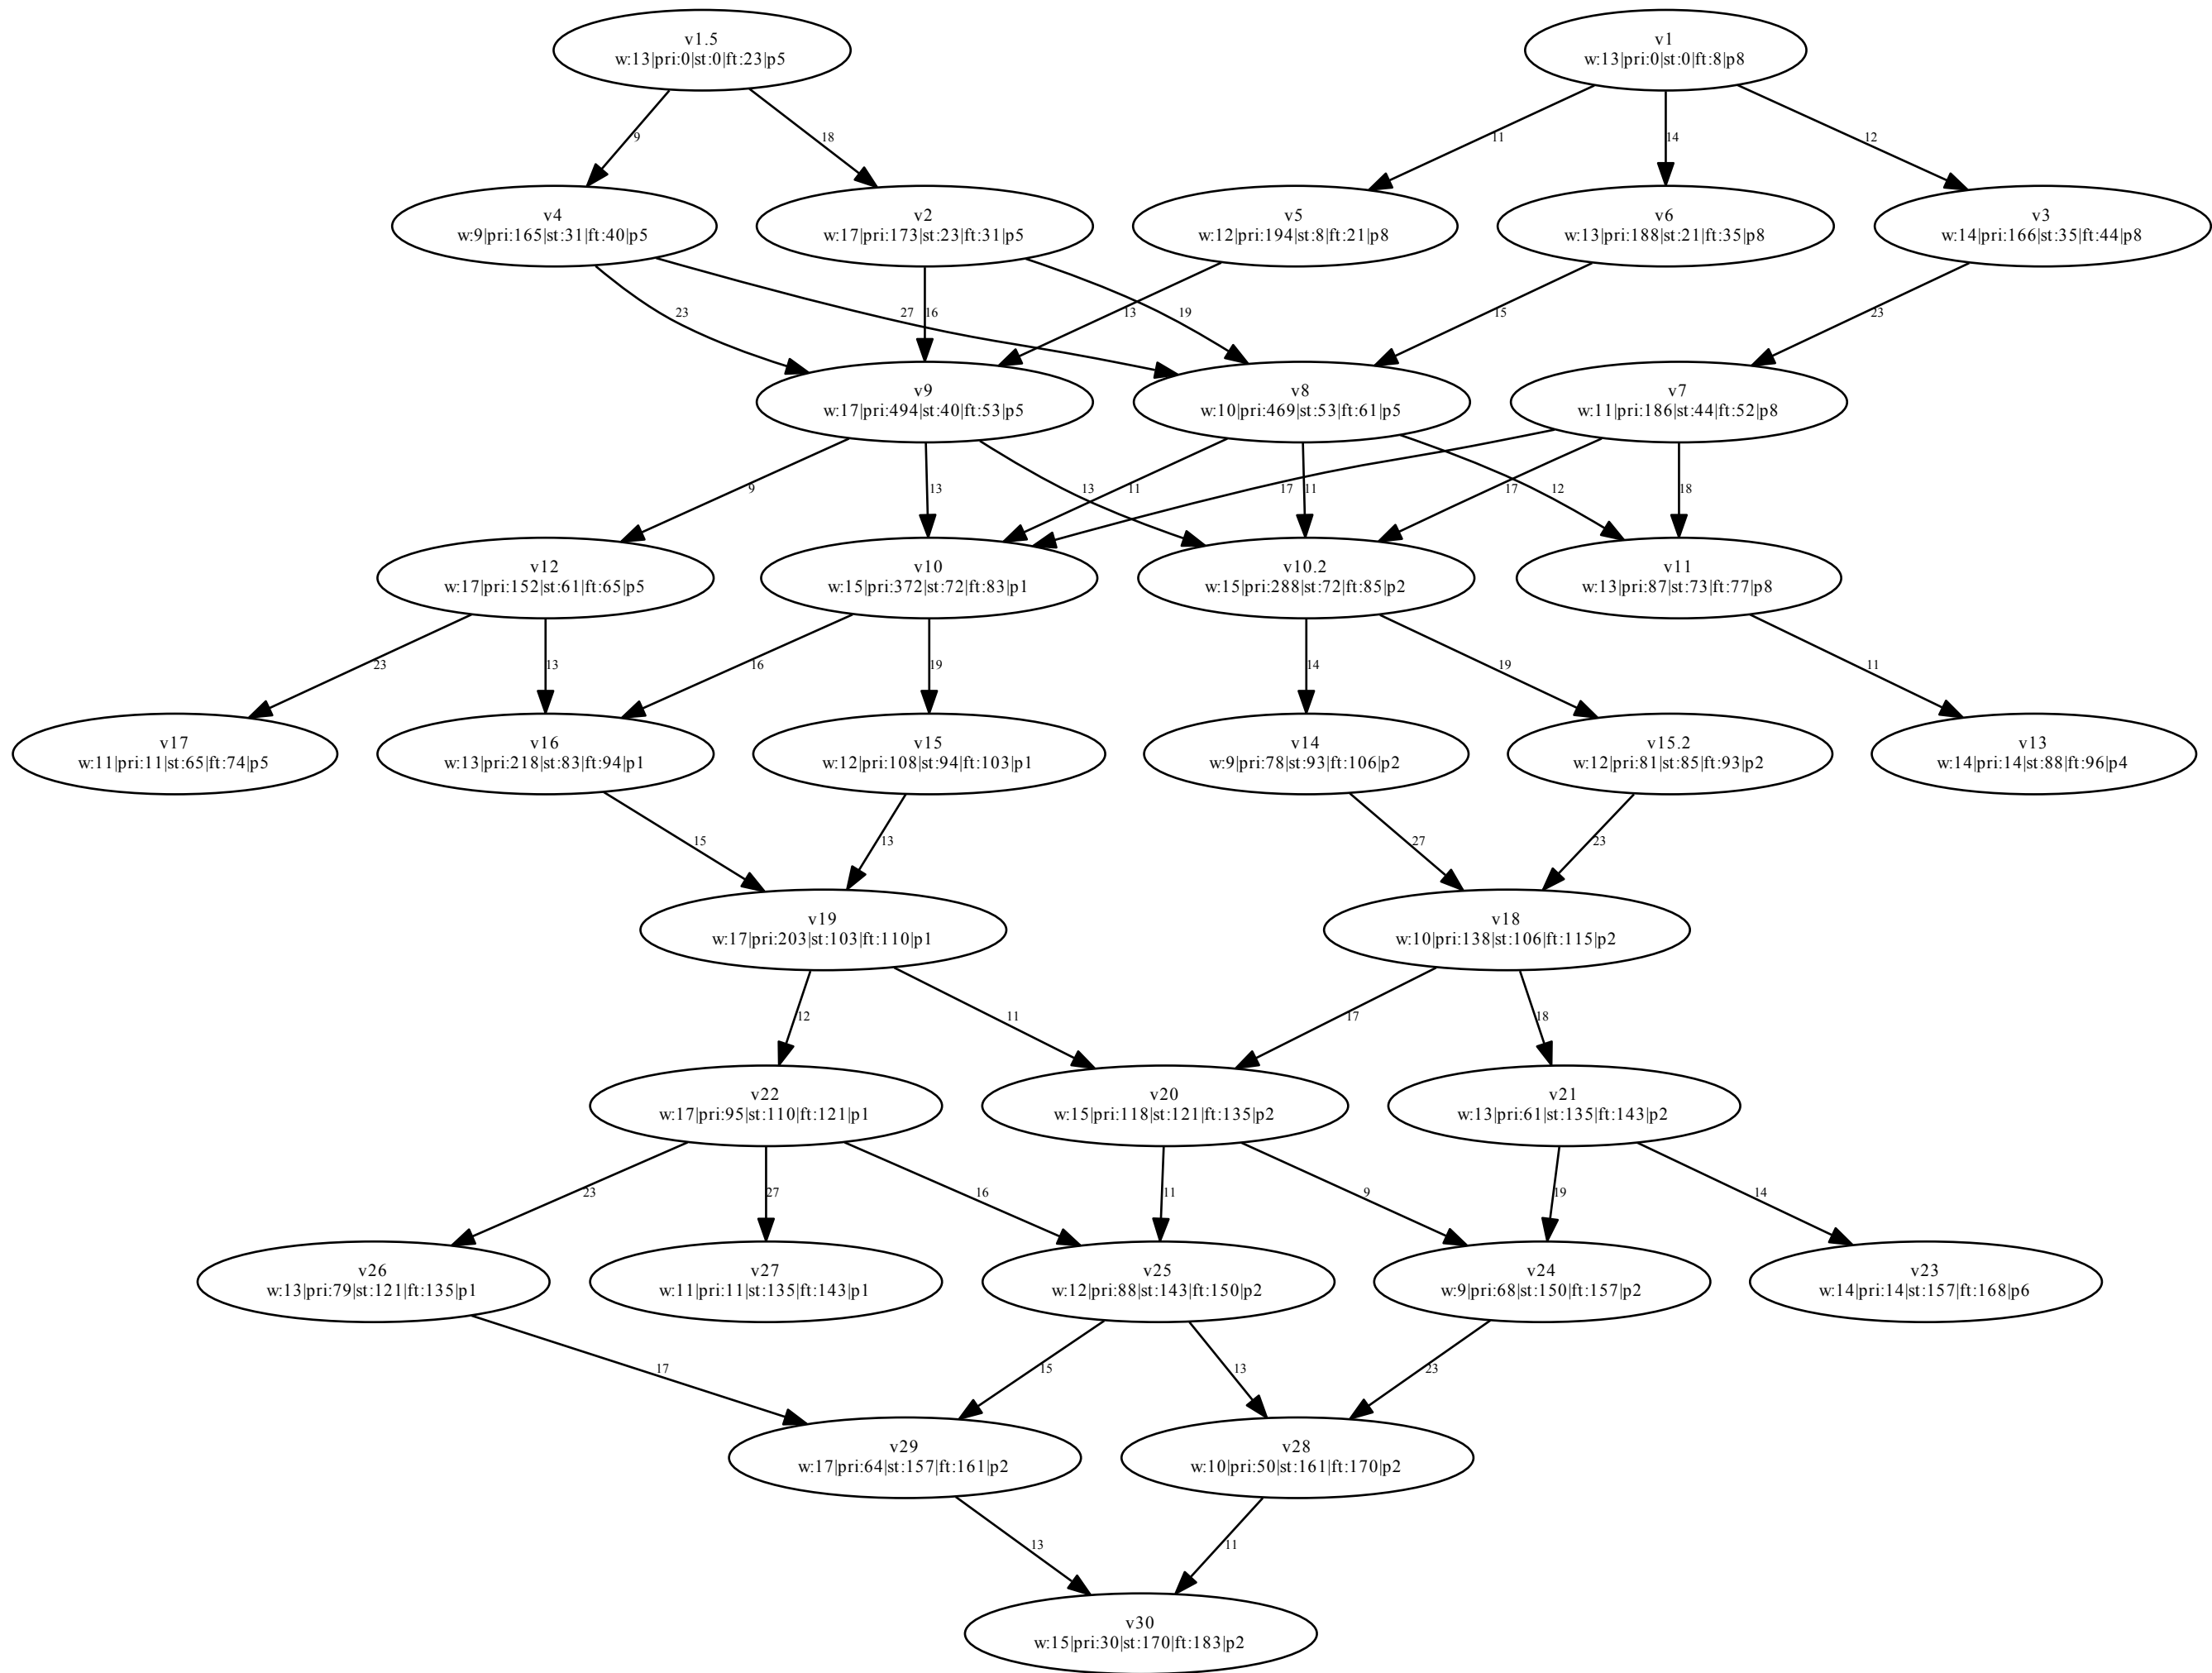 v1.5
w:13|pri:0|st:0|ft:23|p5
v1
w:13|pri:0|st:0|ft:8|p8
9
18
11
14
12
v4
w:9|pri:165|st:31|ft:40|p5
v2
w:17|pri:173|st:23|ft:31|p5
v5
w:12|pri:194|st:8|ft:21|p8
v6
w:13|pri:188|st:21|ft:35|p8
v3
w:14|pri:166|st:35|ft:44|p8
23
27
16
13
19
15
23
v9
w:17|pri:494|st:40|ft:53|p5
v8
w:10|pri:469|st:53|ft:61|p5
v7
w:11|pri:186|st:44|ft:52|p8
9
13
13
11
17
11
12
17
18
v12
w:17|pri:152|st:61|ft:65|p5
v10
w:15|pri:372|st:72|ft:83|p1
v10.2
w:15|pri:288|st:72|ft:85|p2
v11
w:13|pri:87|st:73|ft:77|p8
23
13
16
19
14
19
11
v17
w:11|pri:11|st:65|ft:74|p5
v16
w:13|pri:218|st:83|ft:94|p1
v15
w:12|pri:108|st:94|ft:103|p1
v14
w:9|pri:78|st:93|ft:106|p2
v15.2
w:12|pri:81|st:85|ft:93|p2
v13
w:14|pri:14|st:88|ft:96|p4
15
13
27
23
v19
w:17|pri:203|st:103|ft:110|p1
v18
w:10|pri:138|st:106|ft:115|p2
12
11
17
18
v22
w:17|pri:95|st:110|ft:121|p1
v20
w:15|pri:118|st:121|ft:135|p2
v21
w:13|pri:61|st:135|ft:143|p2
23
27
16
11
9
19
14
v26
w:13|pri:79|st:121|ft:135|p1
v27
w:11|pri:11|st:135|ft:143|p1
v25
w:12|pri:88|st:143|ft:150|p2
v24
w:9|pri:68|st:150|ft:157|p2
v23
w:14|pri:14|st:157|ft:168|p6
17
15
13
23
v29
w:17|pri:64|st:157|ft:161|p2
v28
w:10|pri:50|st:161|ft:170|p2
13
11
v30
w:15|pri:30|st:170|ft:183|p2